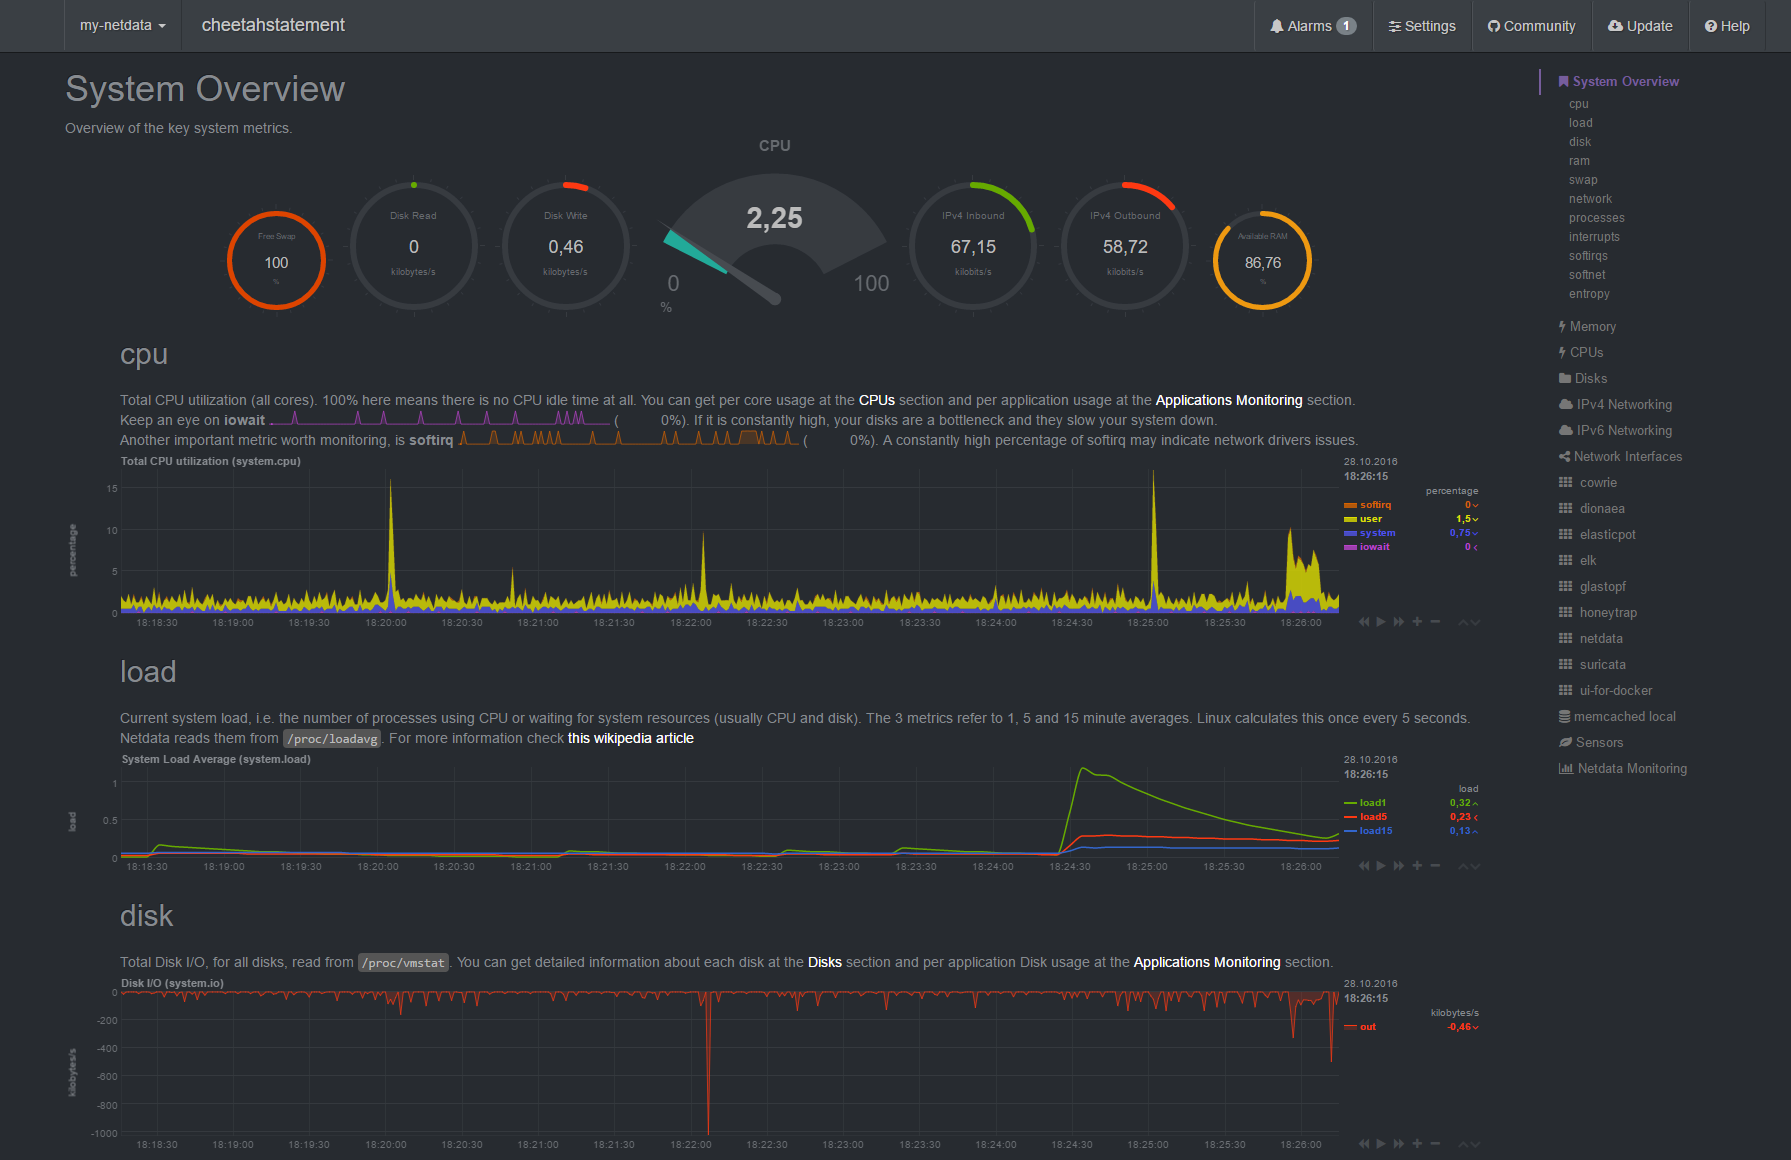 my-netdata
cheetahstatement
Alarms 1
Settings
Community
Update
Help
System Overview
Overview of the key system metrics.
Free Swap
100
%
Disk Read
0
kilobytes/s
Disk Write
0,46
kilobytes/s
CPU
2,25
0
100
%
IPv4 Inbound
67,15
kilobits/s
IPv4 Outbound
58,72
kilobits/s
Available RAM
86,76
%
cpu
Total CPU utilization (all cores). 100% here means there is no CPU idle time at all. You can get per core usage at the CPUs section and per application usage at the Applications Monitoring section.
Keep an eye on iowait ( 0%). If it is constantly high, your disks are a bottleneck and they slow your system down.
Another important metric worth monitoring, is softirq ( 0%). A constantly high percentage of softirq may indicate network drivers issues.
Total CPU utilization (system.cpu)
percentage
15
10
5
0
18:18:30 18:19:00 18:19:30 18:20:00 18:20:30 18:21:00 18:21:30 18:22:00 18:22:30 18:23:00 18:23:30 18:24:00 18:24:30 18:25:00 18:25:30 18:26:00
28.10.2016
18:26:15
percentage
softirq 0
user 1,5
system 0,75
iowait 0
load
Current system load, i.e. the number of processes using CPU or waiting for system resources (usually CPU and disk). The 3 metrics refer to 1, 5 and 15 minute averages. Linux calculates this once every 5 seconds.
Netdata reads them from /proc/loadavg. For more information check this wikipedia article
System Load Average (system.load)
load
1
0.5
0
18:18:30 18:19:00 18:19:30 18:20:00 18:20:30 18:21:00 18:21:30 18:22:00 18:22:30 18:23:00 18:23:30 18:24:00 18:24:30 18:25:00 18:25:30 18:26:00
28.10.2016
18:26:15
load
load1 0,32
load5 0,23
load15 0,13
disk
Total Disk I/O, for all disks, read from /proc/vmstat. You can get detailed information about each disk at the Disks section and per application Disk usage at the Applications Monitoring section.
Disk I/O (system.io)
kilobytes/s
0
-200
-400
-600
-800
-1000
18:18:30 18:19:00 18:19:30 18:20:00 18:20:30 18:21:00 18:21:30 18:22:00 18:22:30 18:23:00 18:23:30 18:24:00 18:24:30 18:25:00 18:25:30 18:26:00
28.10.2016
18:26:15
kilobytes/s
out -0,46
System Overview
cpu
load
disk
ram
swap
network
processes
interrupts
softirqs
softnet
entropy
Memory
CPUs
Disks
IPv4 Networking
IPv6 Networking
Network Interfaces
cowrie
dionaea
elasticpot
elk
glastopf
honeytrap
netdata
suricata
ui-for-docker
memcached local
Sensors
Netdata Monitoring